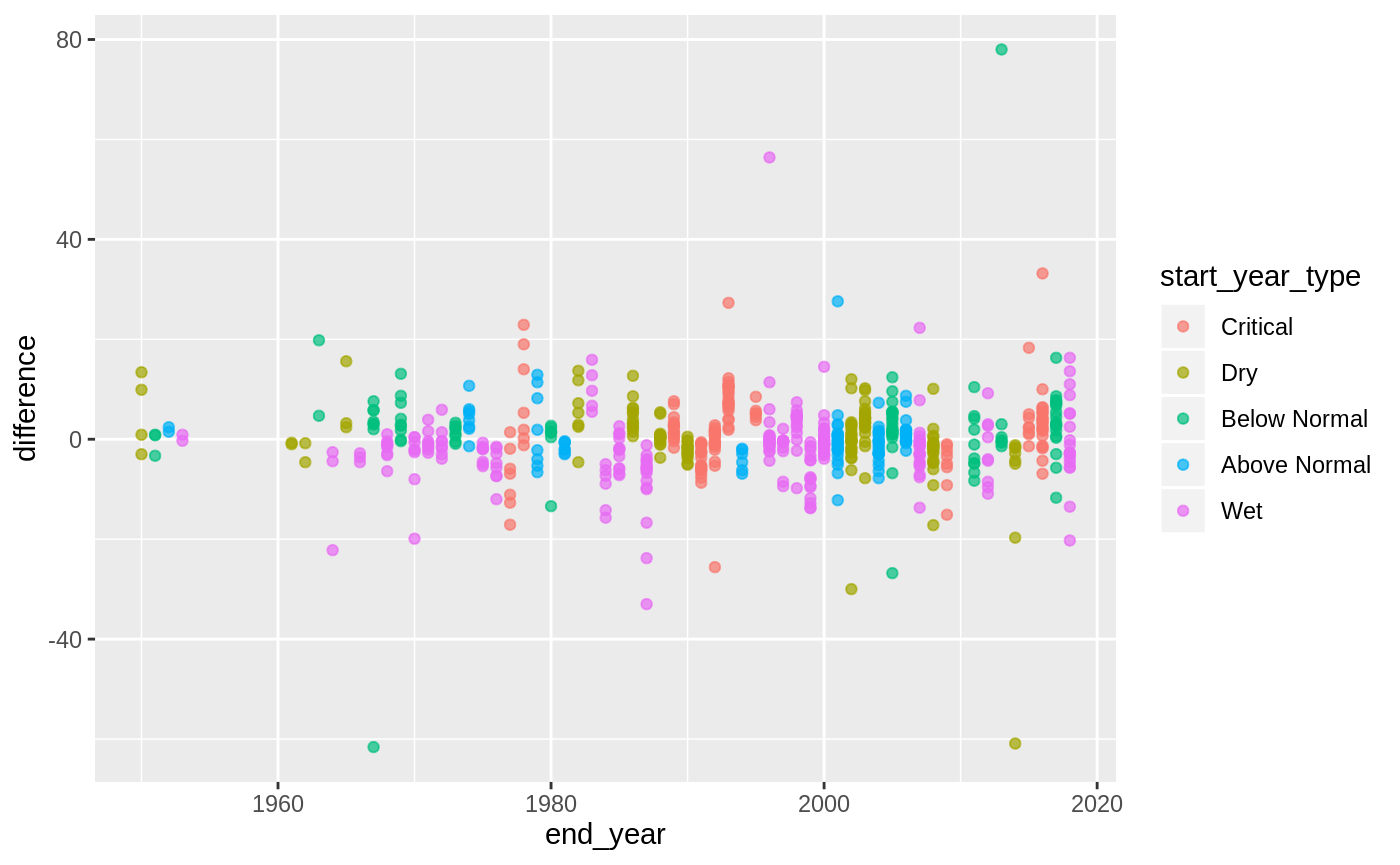 80
40
0
-40
difference
1960
1980
2000
2020
end_year
start_year_type
Critical
Dry
Below Normal
Above Normal
Wet